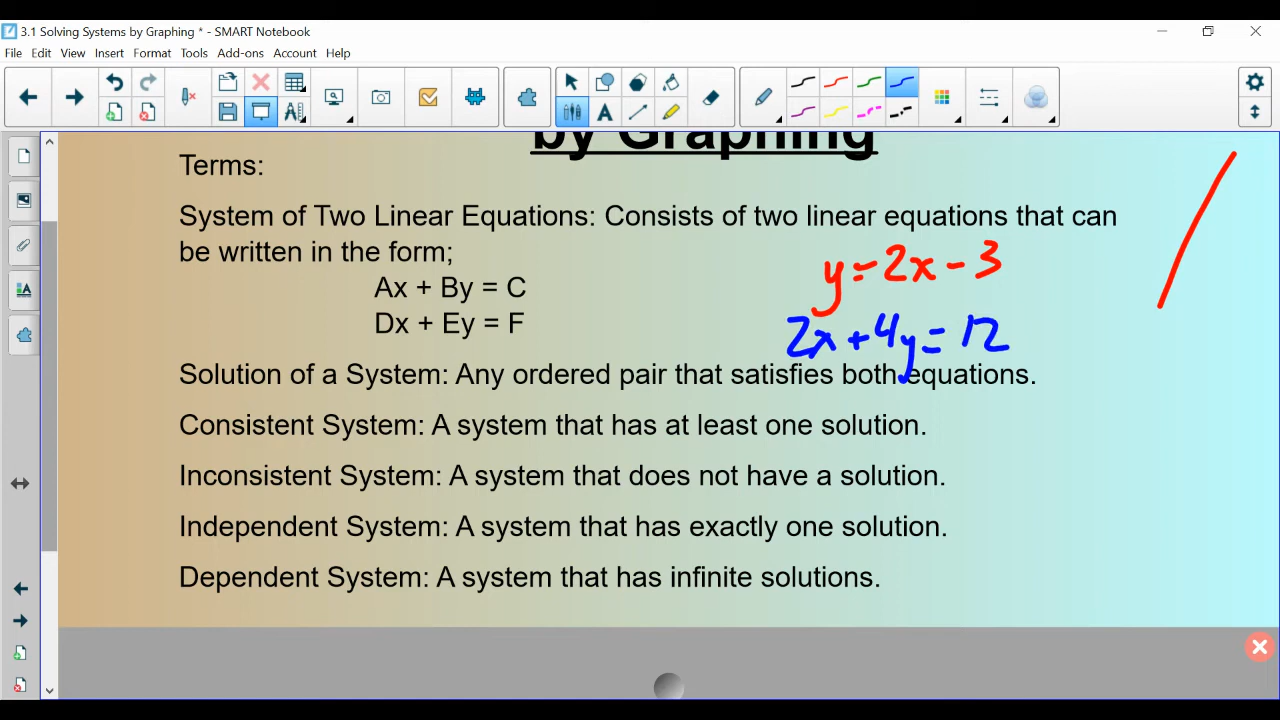 3.1 Solving Systems by Graphing * - SMART Notebook
File Edit View Insert Format Tools Add-ons Account Help
by Graphing
Terms:
System of Two Linear Equations: Consists of two linear equations that can
be written in the form;
y = 2x - 3
Ax + By = C
Dx + Ey = F
2x + 4y = 12
Solution of a System: Any ordered pair that satisfies both equations.
Consistent System: A system that has at least one solution.
Inconsistent System: A system that does not have a solution.
Independent System: A system that has exactly one solution.
Dependent System: A system that has infinite solutions.